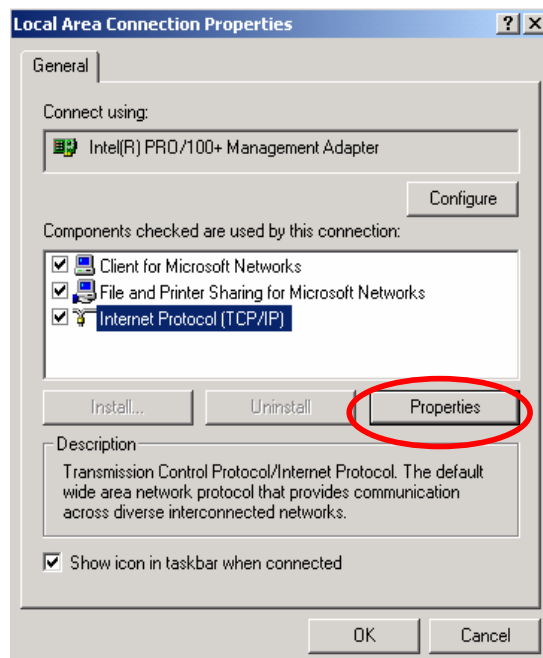 Local Area Connection Properties
General
Connect using:
Intel(R) PRO/100+ Management Adapter
Configure
Components checked are used by this connection:
Client for Microsoft Networks
File and Printer Sharing for Microsoft Networks
Internet Protocol (TCP/IP)
Install... Uninstall Properties
Description
Transmission Control Protocol/Internet Protocol. The default
wide area network protocol that provides communication
across diverse interconnected networks.
Show icon in taskbar when connected
OK Cancel